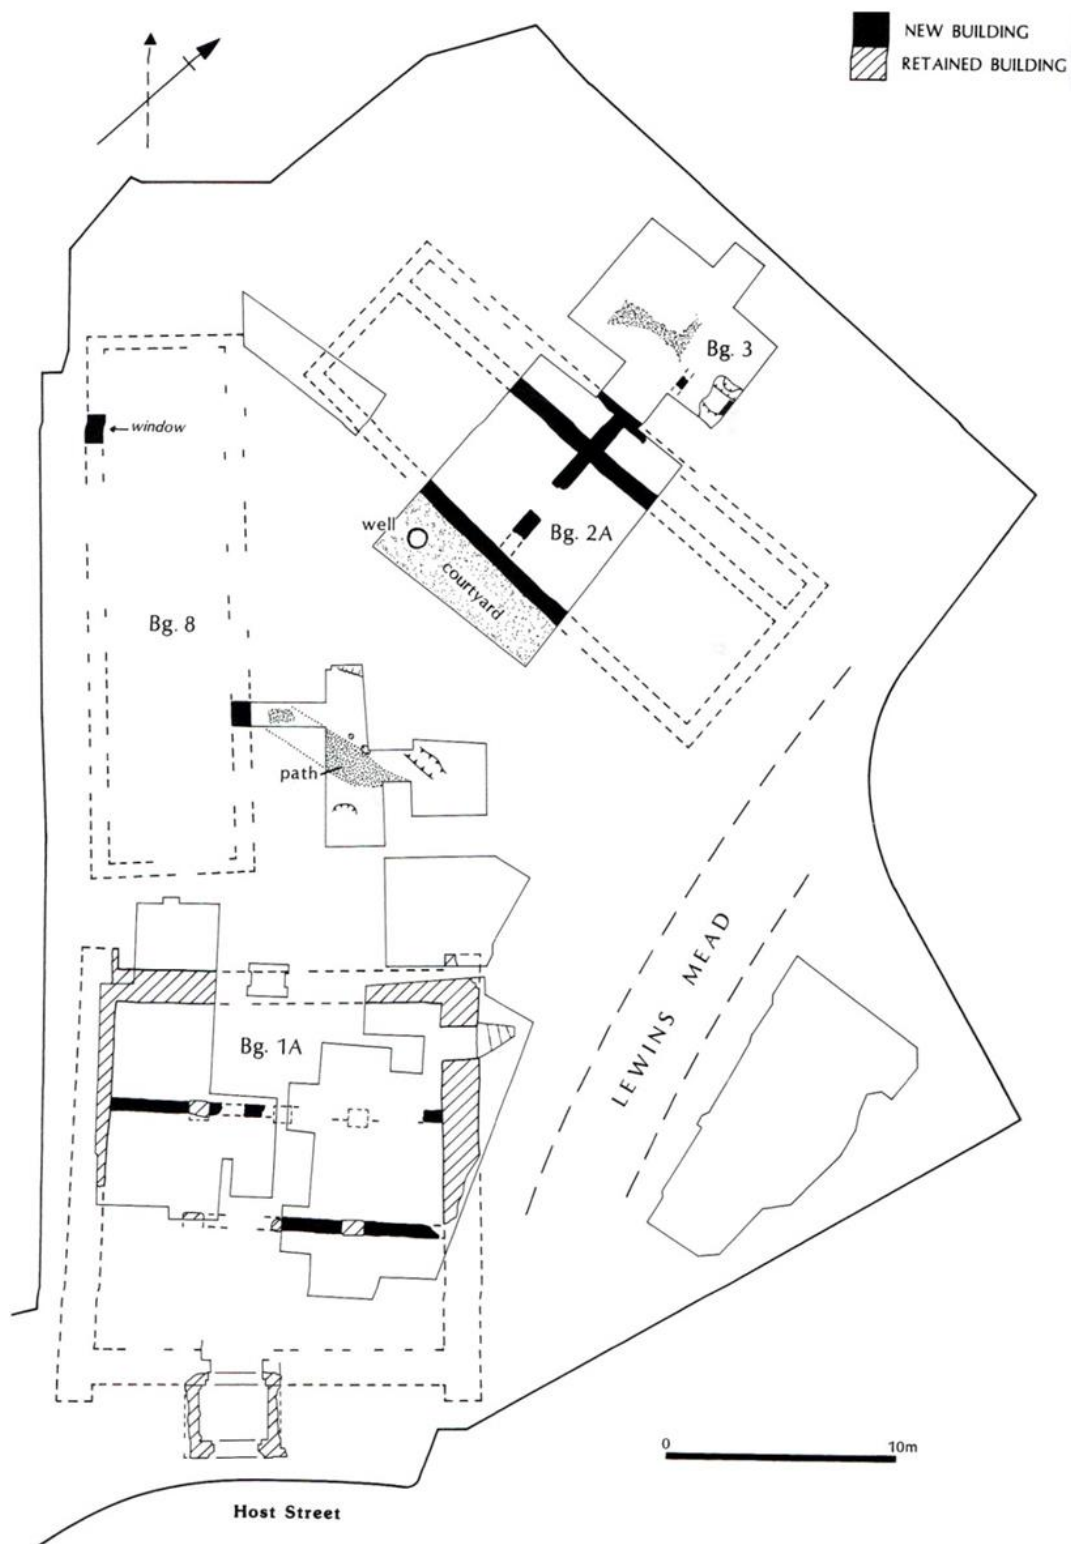 NEW BUILDING
RETAINED BUILDING
Bg. 3
window
well
Bg. 2A
courtyard
Bg. 8
path
LEWINS MEAD
Bg. 1A
0 10m
Host Street